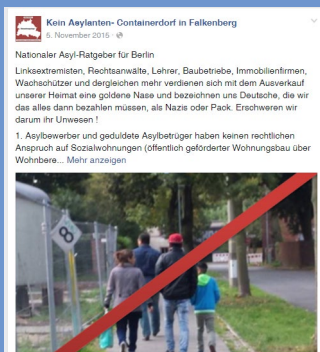 Kein Asylanten- Containerdorf in Falkenberg
5. November 2015 ·
Nationaler Asyl-Ratgeber für Berlin
Linksextremisten, Rechtsanwälte, Lehrer, Baubetriebe, Immobilienfirmen,
Wachschützer und dergleichen mehr verdienen sich mit dem Ausverkauf
unserer Heimat eine goldene Nase und bezeichnen uns Deutsche, die wir
das alles dann bezahlen müssen, als Nazis oder Pack. Erschweren wir
darum ihr Unwesen !
1. Asylbewerber und geduldete Asylbetrüger haben keinen rechtlichen
Anspruch auf Sozialwohnungen (öffentlich geförderter Wohnungsbau über
Wohnbere... Mehr anzeigen
8